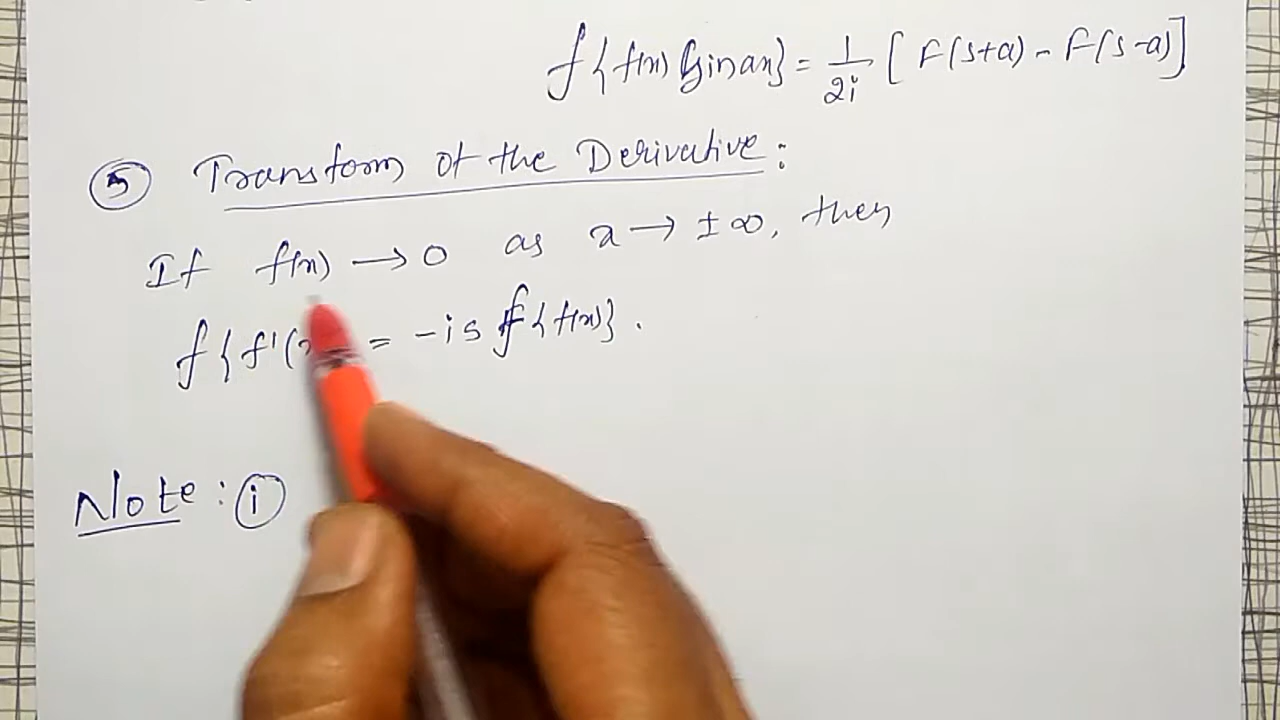 f{f(x) Sin ax} = 1/2i [F(s+a) - F(s-a)]
⑤ Transform of the Derivative:
If f(x) → 0 as x → ±∞, then
f{f'( = -is f{f(x)}.
Note: ⓘ